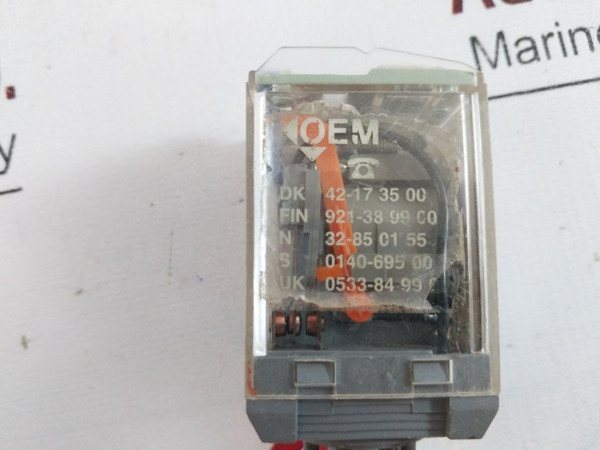 OEM
DK 42-17 35 00
FIN 921-38 99 00
N 32-85 01 55
S 0140-695 00
UK 0533-84 99
Marine